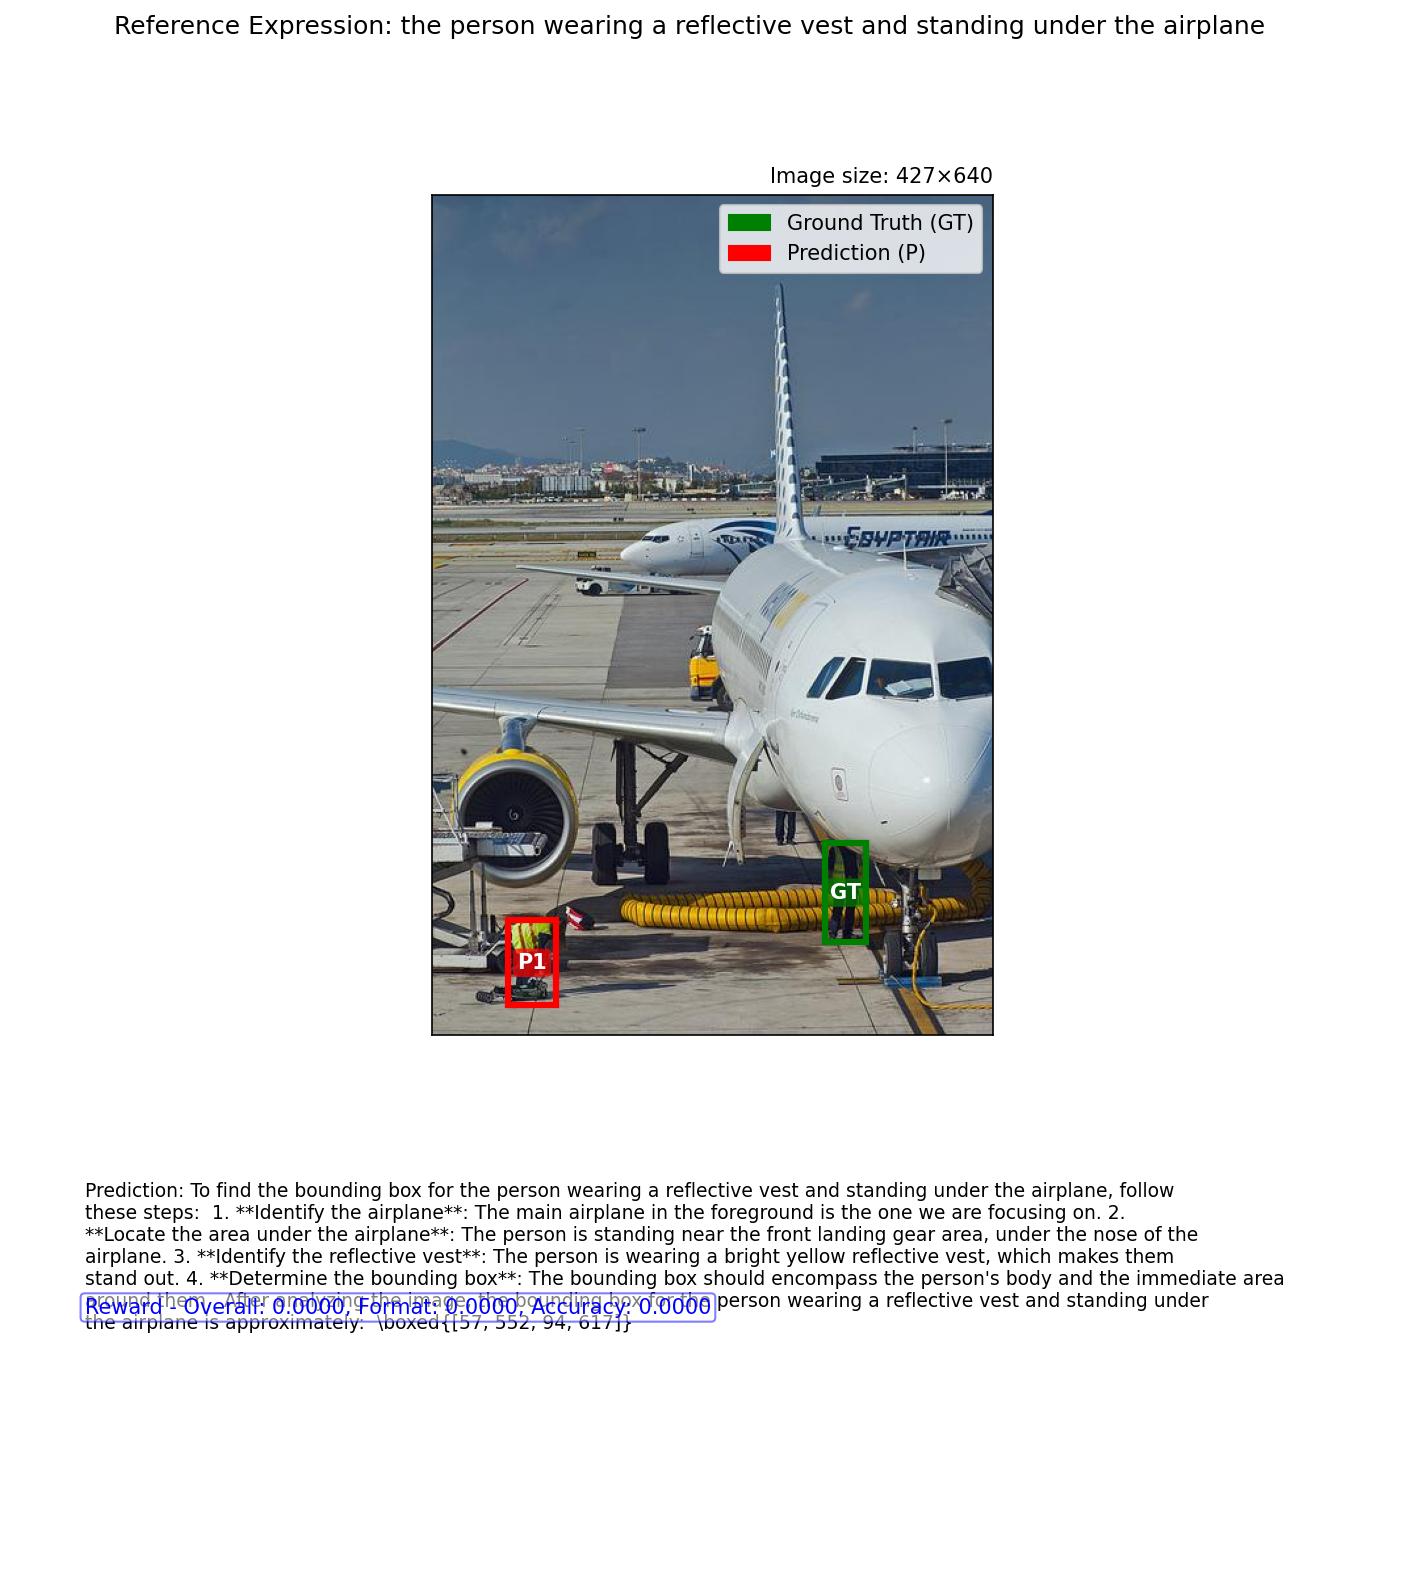 Reference Expression: the person wearing a reflective vest and standing under the airplane
Image size: 427×640
Ground Truth (GT)
Prediction (P)
EGYPTAIR
GT
P1
Prediction: To find the bounding box for the person wearing a reflective vest and standing under the airplane, follow
these steps:  1. **Identify the airplane**: The main airplane in the foreground is the one we are focusing on. 2.
**Locate the area under the airplane**: The person is standing near the front landing gear area, under the nose of the
airplane. 3. **Identify the reflective vest**: The person is wearing a bright yellow reflective vest, which makes them
stand out. 4. **Determine the bounding box**: The bounding box should encompass the person's body and the immediate area
around them.  After analyzing the image, the bounding box for the person wearing a reflective vest and standing under
Reward - Overall: 0.0000, Format: 0.0000, Accuracy: 0.0000
the airplane is approximately:  \boxed{[57, 552, 94, 617]}